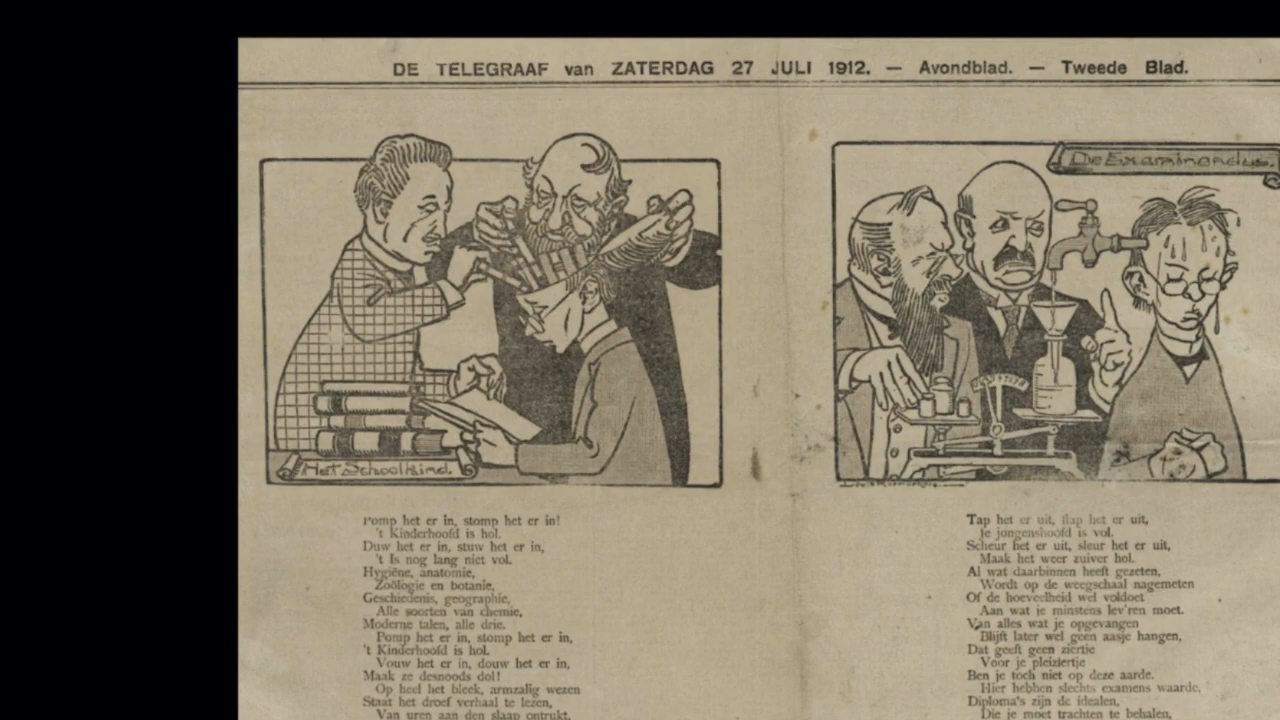 DE TELEGRAAF van ZATERDAG 27 JULI 1912. — Avondblad. — Tweede Blad.
Het Schoolkind.
Pomp het er in, stomp het er in!
't Kinderhoofd is hol.
Duw het er in, stuw het er in,
't Is nog lang niet vol.
Hygiëne, anatomie,
Zoölogie en botanie,
Geschiedenis, geographie,
Alle soorten van chemie,
Moderne talen, alle drie.
Pomp het er in, stomp het er in,
't Kinderhoofd is hol.
Vouw het er in, douw het er in,
Maak ze desnoods dol!
Op heel het bleek, armzalig wezen
Staat het droef verhaal te lezen,
Van uren aan den slaap ontrukt,
De Examinandus.
Tap het er uit, flap het er uit,
Je jongenshoofd is vol.
Scheur het er uit, sleur het er uit,
Maak het weer zuiver hol.
Al wat daarbinnen heeft gezeten,
Wordt op de weegschaal nagemeten
Of de hoeveelheid wel voldoet
Aan wat je minstens lev'ren moet.
Van alles wat je opgevangen
Blijft later wel geen aasje hangen,
Dat geeft geen ziertje
Voor je pleiziertje
Ben je toch niet op deze aarde.
Hier hebben slechts examens waarde,
Diploma's zijn de idealen,
Die je moet trachten te behalen,